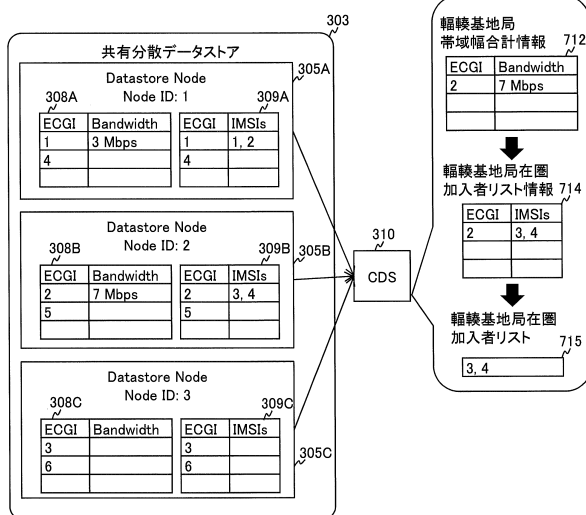 303
共有分散データストア
305A
Datastore Node
Node ID: 1
308A
309A
ECGI Bandwidth
1 3 Mbps
4
ECGI IMSIs
1 1, 2
4
305B
Datastore Node
Node ID: 2
308B
309B
ECGI Bandwidth
2 7 Mbps
5
ECGI IMSIs
2 3, 4
5
Datastore Node
Node ID: 3
308C
309C
ECGI Bandwidth
3
6
ECGI IMSIs
3
6
305C
310
CDS
輻輳基地局
帯域幅合計情報
712
ECGI Bandwidth
2 7 Mbps
輻輳基地局在圏
加入者リスト情報
714
ECGI IMSIs
2 3, 4
輻輳基地局在圏
加入者リスト
715
3, 4